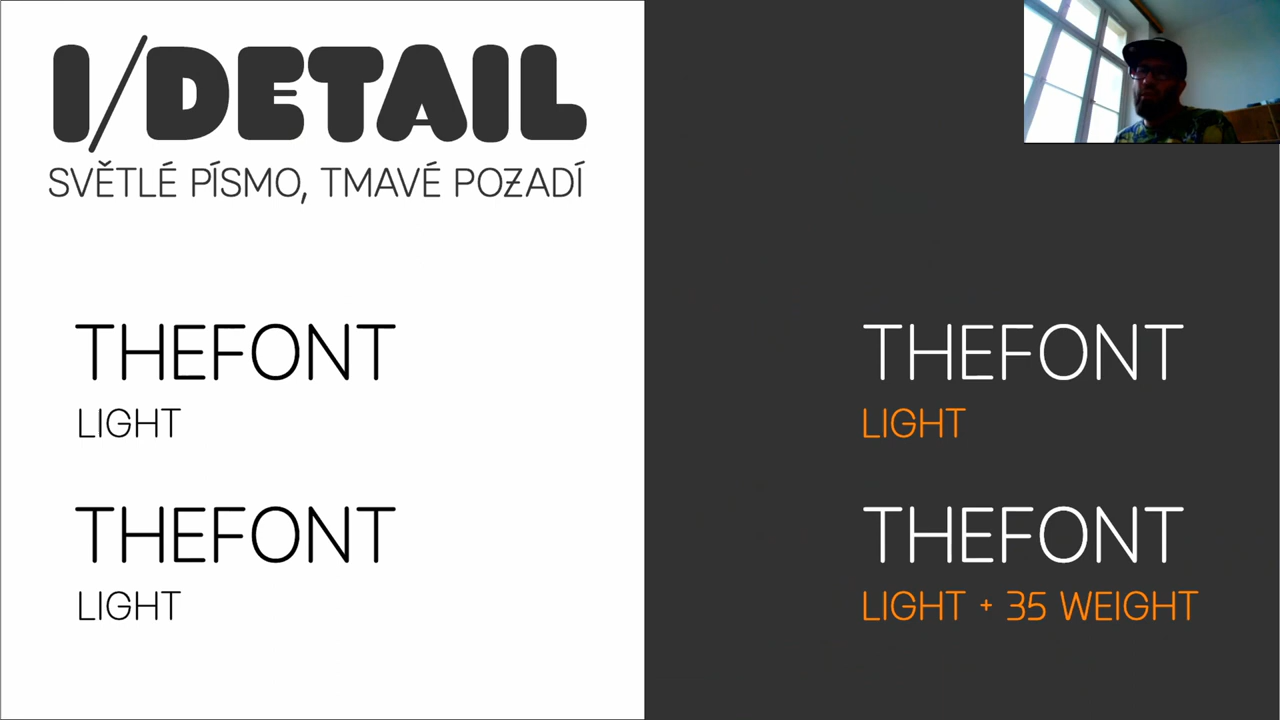 I/DETAIL
SVĚTLÉ PÍSMO, TMAVÉ POZADÍ
THEFONT
LIGHT
THEFONT
LIGHT
THEFONT
LIGHT
THEFONT
LIGHT + 35 WEIGHT